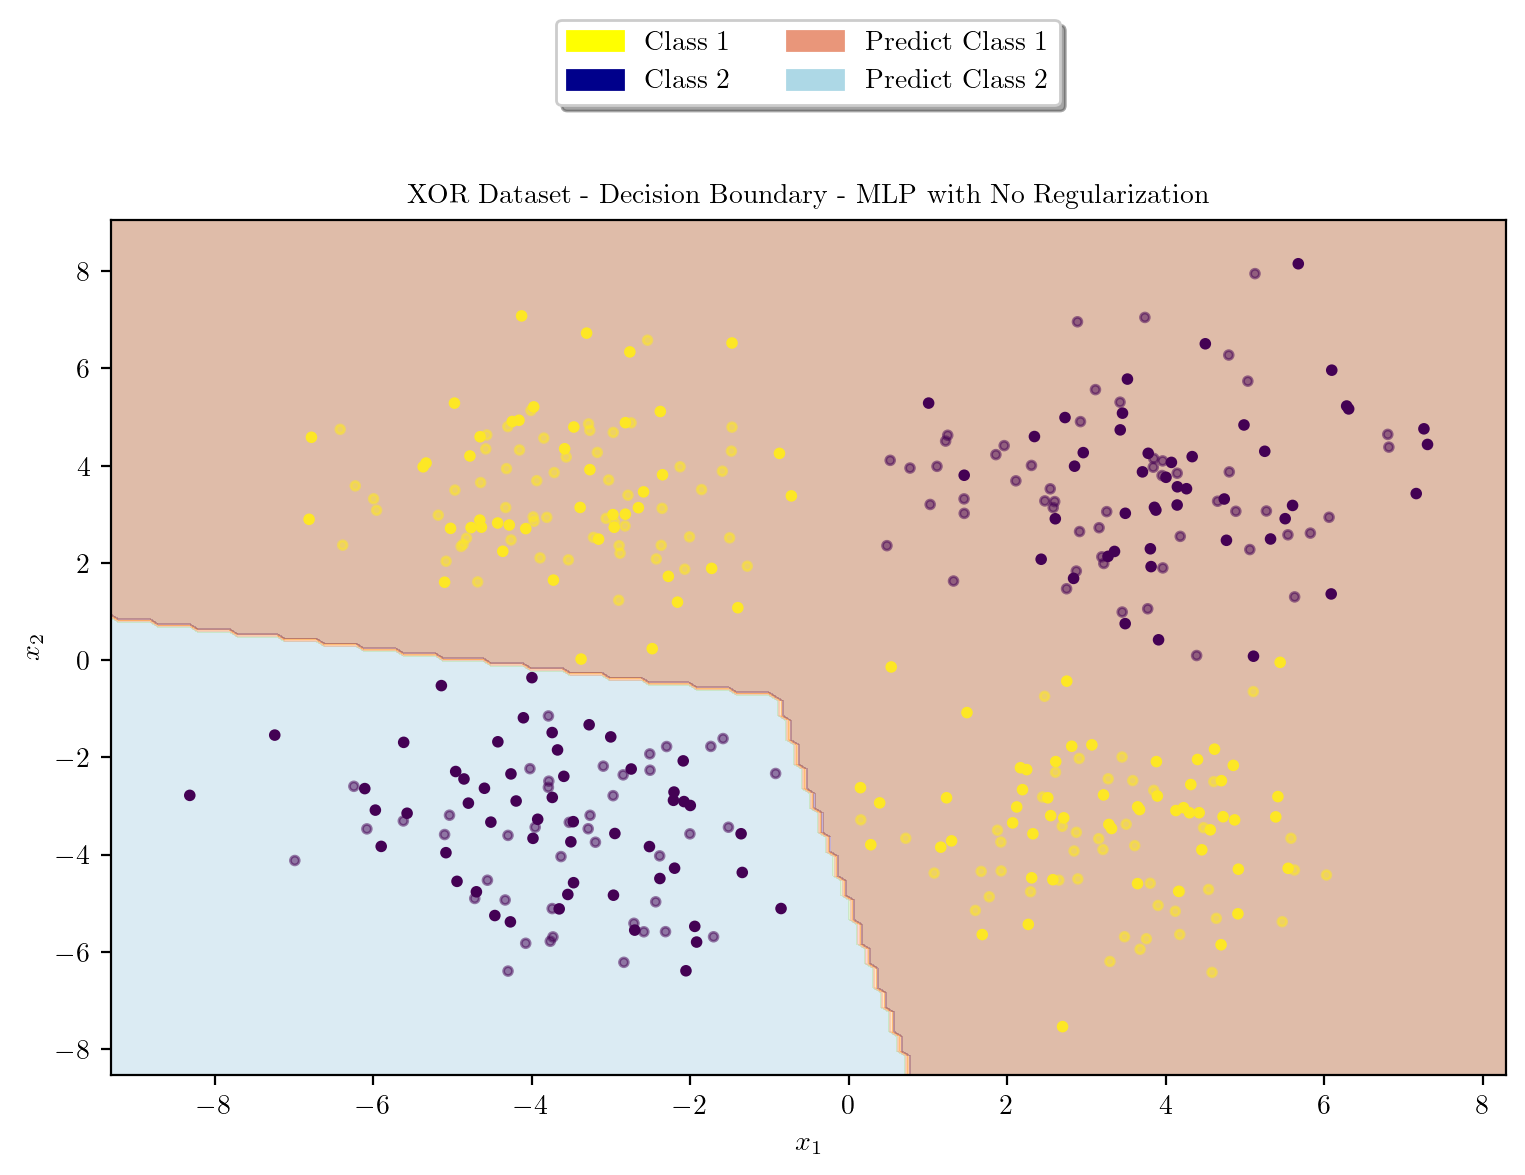 Class 1
Class 2
Predict Class 1
Predict Class 2
XOR Dataset - Decision Boundary - MLP with No Regularization
8
6
4
2
0
−2
−4
−6
−8
x₂
−8 −6 −4 −2 0 2 4 6 8
x₁